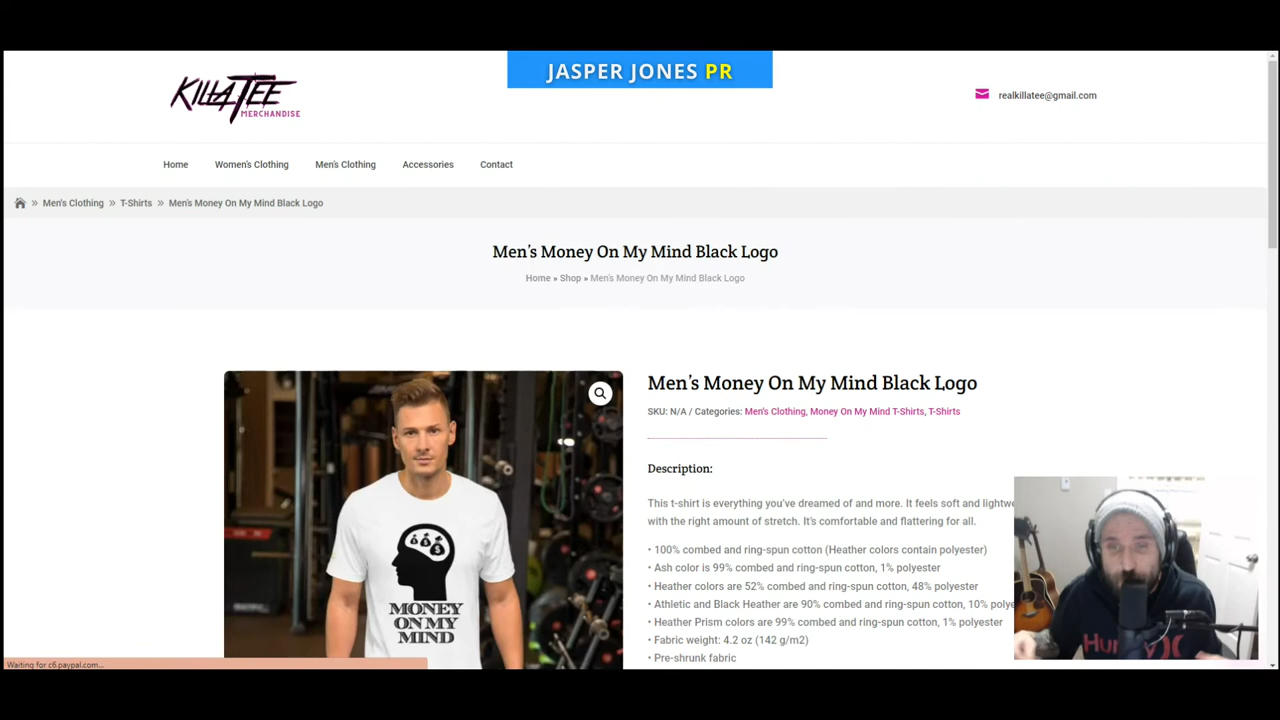 JASPER JONES PR
KILLATEE
MERCHANDISE
realkillatee@gmail.com
Home Women's Clothing Men's Clothing Accessories Contact
» Men's Clothing » T-Shirts » Men's Money On My Mind Black Logo
Men's Money On My Mind Black Logo
Home » Shop » Men's Money On My Mind Black Logo
Men's Money On My Mind Black Logo
SKU: N/A / Categories: Men's Clothing, Money On My Mind T-Shirts, T-Shirts
Description:
This t-shirt is everything you've dreamed of and more. It feels soft and lightwe
with the right amount of stretch. It's comfortable and flattering for all.
• 100% combed and ring-spun cotton (Heather colors contain polyester)
• Ash color is 99% combed and ring-spun cotton, 1% polyester
• Heather colors are 52% combed and ring-spun cotton, 48% polyester
• Athletic and Black Heather are 90% combed and ring-spun cotton, 10% polye
• Heather Prism colors are 99% combed and ring-spun cotton, 1% polyester
• Fabric weight: 4.2 oz (142 g/m2)
• Pre-shrunk fabric
MONEY
ON MY
MIND
Waiting for c6.paypal.com...